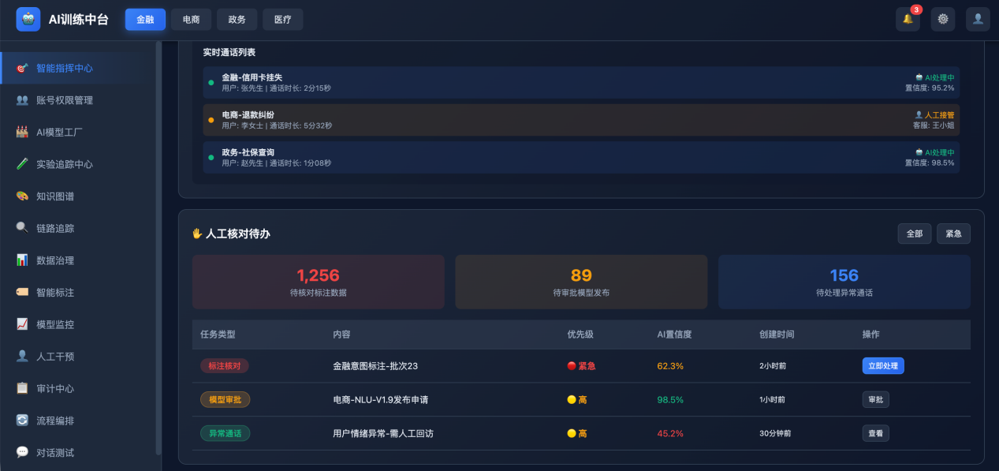 AI训练中台
金融
电商
政务
医疗
3
智能指挥中心
账号权限管理
AI模型工厂
实验追踪中心
知识图谱
链路追踪
数据治理
智能标注
模型监控
人工干预
审计中心
流程编排
对话测试
实时通话列表
金融-信用卡挂失
用户: 张先生 | 通话时长: 2分15秒
AI处理中
置信度: 95.2%
电商-退款纠纷
用户: 李女士 | 通话时长: 5分32秒
人工接管
客服: 王小姐
政务-社保查询
用户: 赵先生 | 通话时长: 1分08秒
AI处理中
置信度: 98.5%
人工核对待办
全部
紧急
1,256
待核对标注数据
89
待审批模型发布
156
待处理异常通话
任务类型 内容 优先级 AI置信度 创建时间 操作
标注核对 金融意图标注-批次23 紧急 62.3% 2小时前 立即处理
模型审批 电商-NLU-V1.9发布申请 高 98.5% 1小时前 审批
异常通话 用户情绪异常-需人工回访 高 45.2% 30分钟前 查看